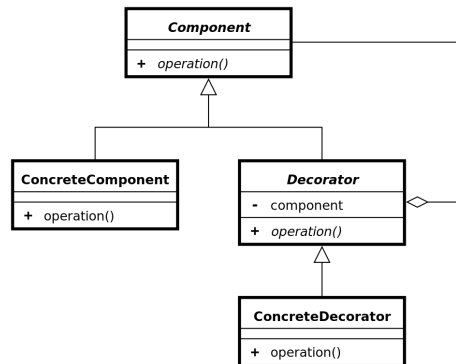 Component
+ operation()
ConcreteComponent
+ operation()
Decorator
- component
+ operation()
ConcreteDecorator
+ operation()